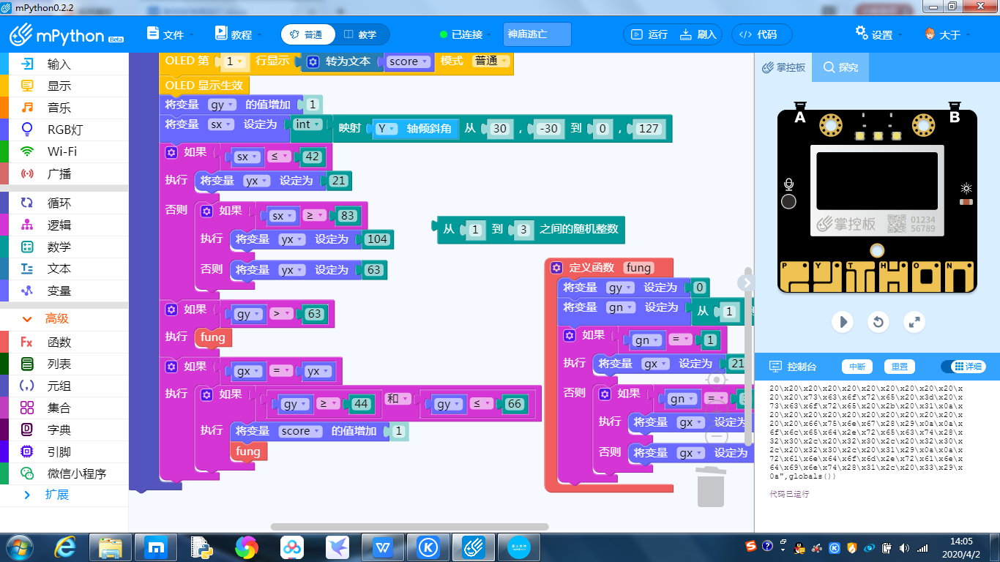 mPython0.2.2
mPython Beta
文件
教程
普通
教学
已连接
神庙逃亡
运行
刷入
代码
设置
大于
输入
显示
音乐
RGB灯
Wi-Fi
广播
循环
逻辑
数学
文本
变量
高级
函数
列表
元组
集合
字典
引脚
微信小程序
扩展
OLED 第 1 行显示 转为文本 score 模式 普通
OLED 显示生效
将变量 gy 的值增加 1
将变量 sx 设定为 int 映射 Y 轴倾斜角 从 30 , -30 到 0 , 127
如果 sx ≤ 42
执行 将变量 yx 设定为 21
否则 如果 sx ≥ 83
执行 将变量 yx 设定为 104
否则 将变量 yx 设定为 63
如果 gy > 63
执行 fung
如果 gx = yx
执行 如果 gy ≥ 44 和 gy ≤ 66
执行 将变量 score 的值增加 1
fung
从 1 到 3 之间的随机整数
定义函数 fung
将变量 gy 设定为 0
将变量 gn 设定为 从 1
如果 gn = 1
执行 将变量 gx 设定为 21
否则 如果 gn =
执行 将变量 gx 设定为
否则 将变量 gx 设定为
掌控板
探究
A
B
掌控板
01234
56789
P Y T H O N
控制台
中断
重置
详细
20\x20\x20\x20\x20\x20\x20\x20\x20\x
20\x20\x73\x63\x6f\x72\x65\x20\x3d\x20\x
73\x63\x6f\x72\x65\x20\x2b\x20\x31\x0a\x
20\x20\x20\x20\x20\x20\x20\x20\x20\x20\x
20\x20\x66\x75\x6e\x67\x28\x29\x0a\x0a\x
6f\x6c\x65\x64\x2e\x72\x65\x63\x74\x28\x
32\x30\x2c\x20\x32\x30\x2c\x20\x32\x30\x
2c\x20\x32\x30\x2c\x20\x31\x29\x0a\x0a\x
72\x61\x6e\x64\x6f\x6d\x2e\x72\x61\x6e\x
64\x69\x6e\x74\x28\x31\x2c\x20\x33\x29\x
0a",globals())
代码已运行
14:05
2020/4/2